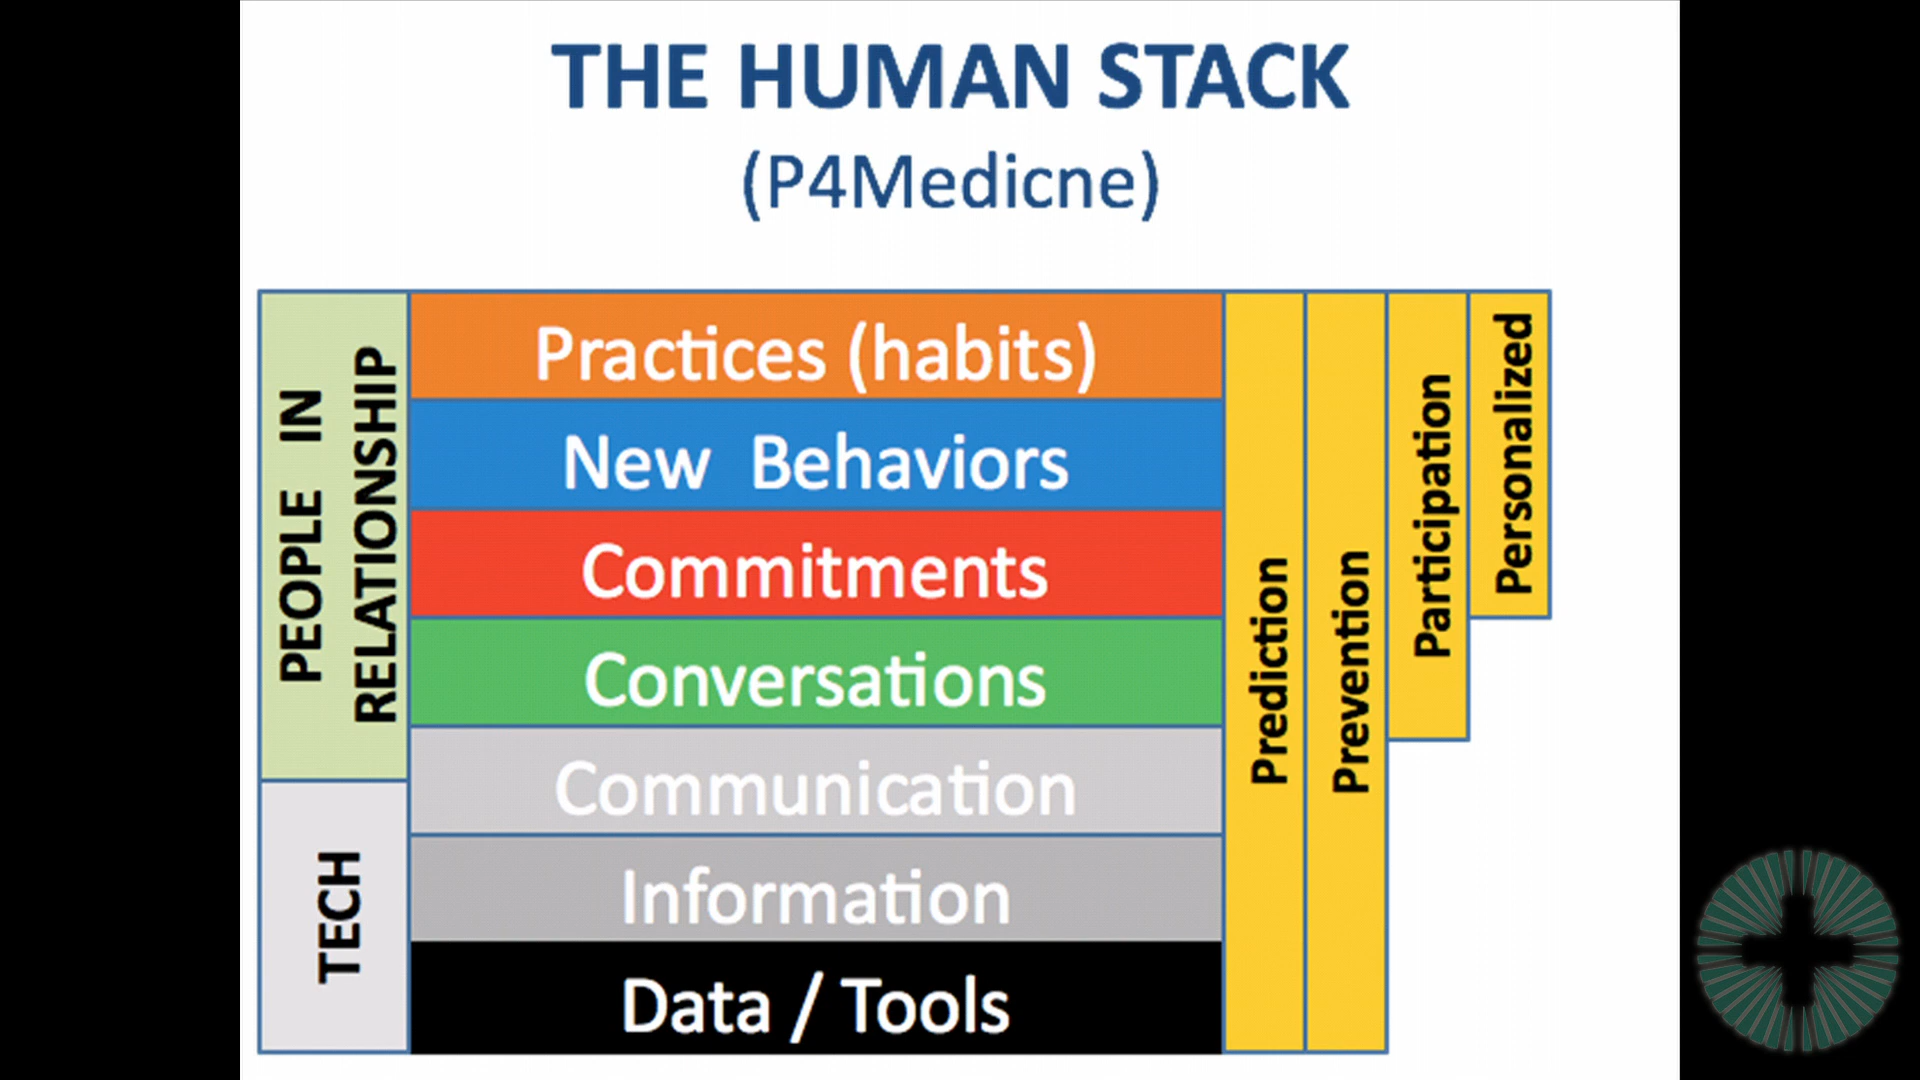 THE HUMAN STACK
(P4Medicne)
PEOPLE IN
RELATIONSHIP
TECH
Practices (habits)
New Behaviors
Commitments
Conversations
Communication
Information
Data / Tools
Prediction
Prevention
Participation
Personalized